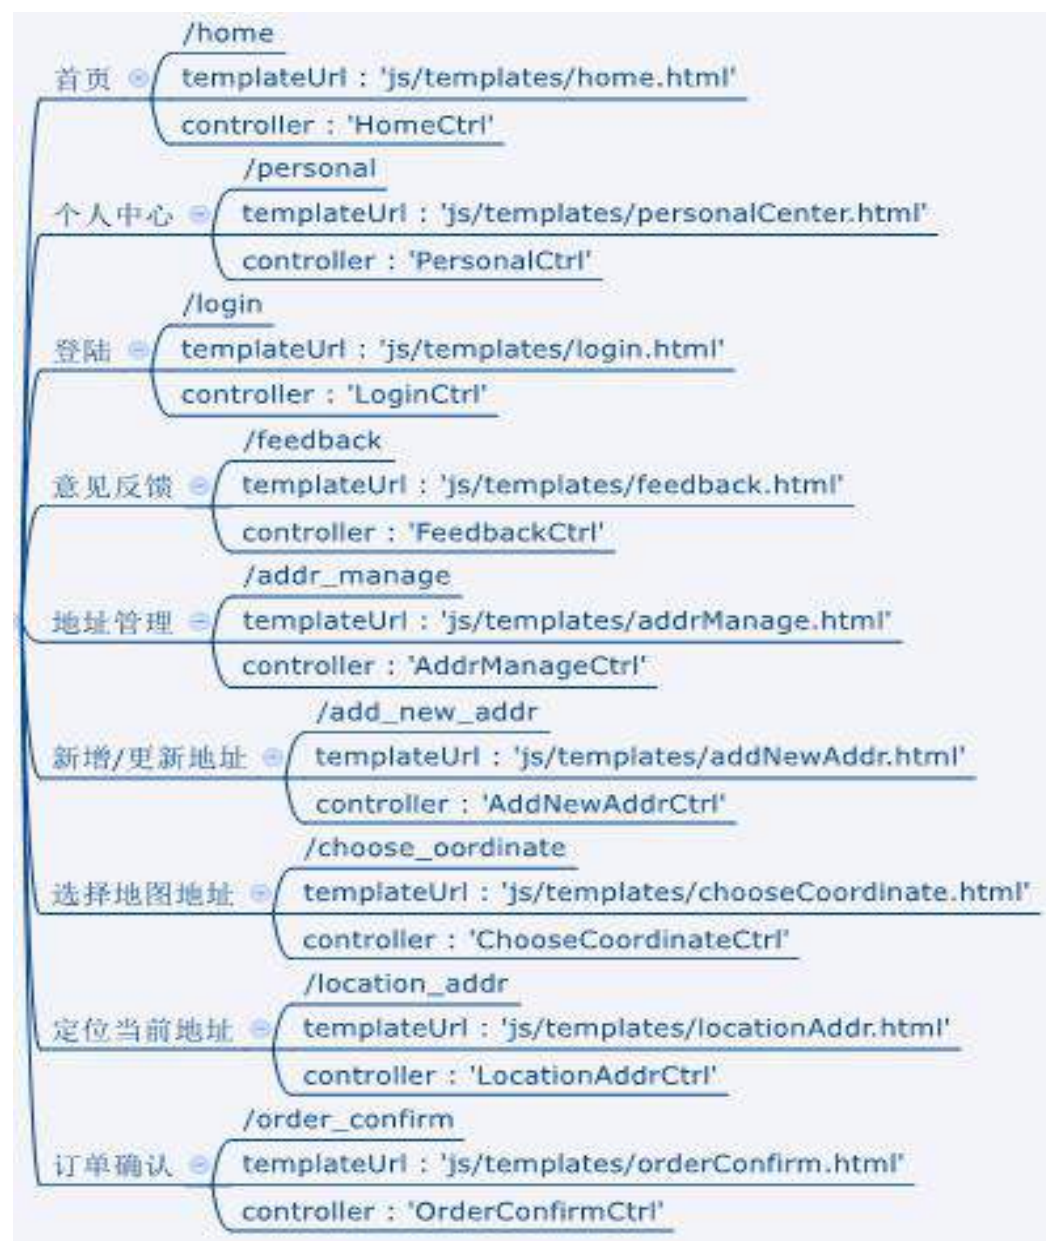 首页
/home
templateUrl : 'js/templates/home.html'
controller : 'HomeCtrl'
个人中心
/personal
templateUrl : 'js/templates/personalCenter.html'
controller : 'PersonalCtrl'
登陆
/login
templateUrl : 'js/templates/login.html'
controller : 'LoginCtrl'
意见反馈
/feedback
templateUrl : 'js/templates/feedback.html'
controller : 'FeedbackCtrl'
地址管理
/addr_manage
templateUrl : 'js/templates/addrManage.html'
controller : 'AddrManageCtrl'
新增/更新地址
/add_new_addr
templateUrl : 'js/templates/addNewAddr.html'
controller : 'AddNewAddrCtrl'
选择地图地址
/choose_oordinate
templateUrl : 'js/templates/chooseCoordinate.html'
controller : 'ChooseCoordinateCtrl'
定位当前地址
/location_addr
templateUrl : 'js/templates/locationAddr.html'
controller : 'LocationAddrCtrl'
订单确认
/order_confirm
templateUrl : 'js/templates/orderConfirm.html'
controller : 'OrderConfirmCtrl'